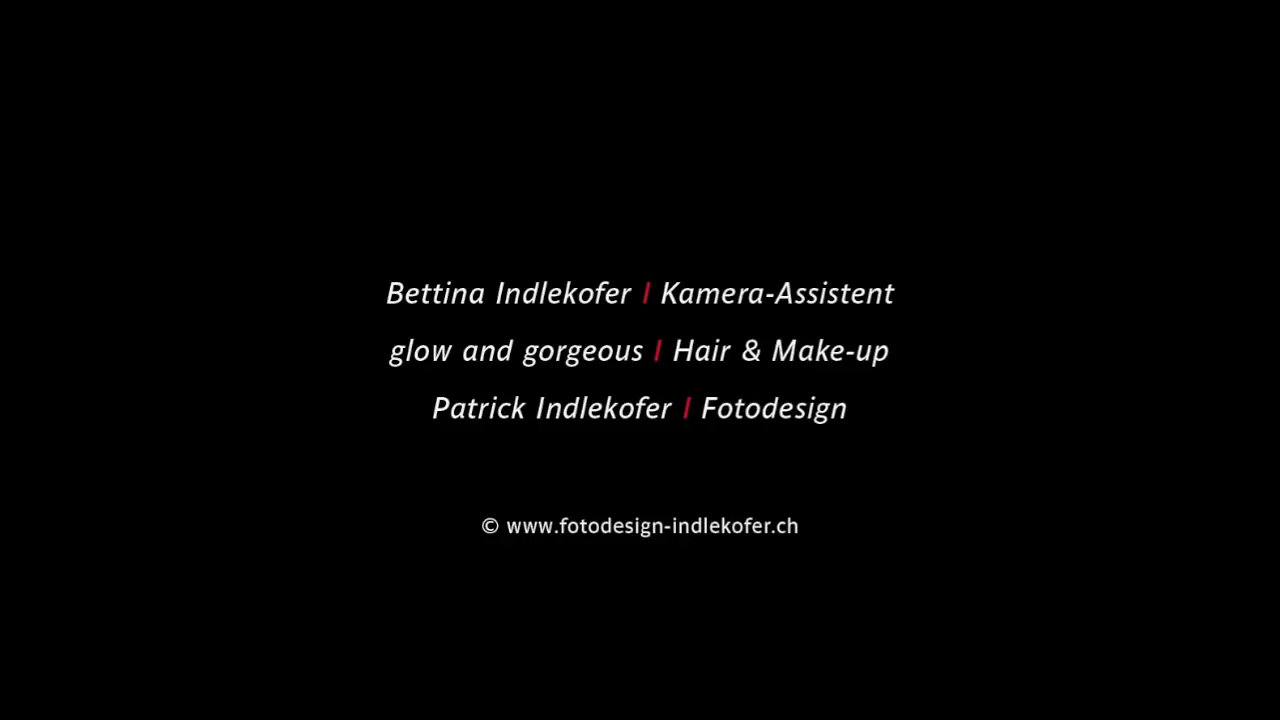 Bettina Indlekofer I Kamera-Assistent
glow and gorgeous I Hair & Make-up
Patrick Indlekofer I Fotodesign
© www.fotodesign-indlekofer.ch